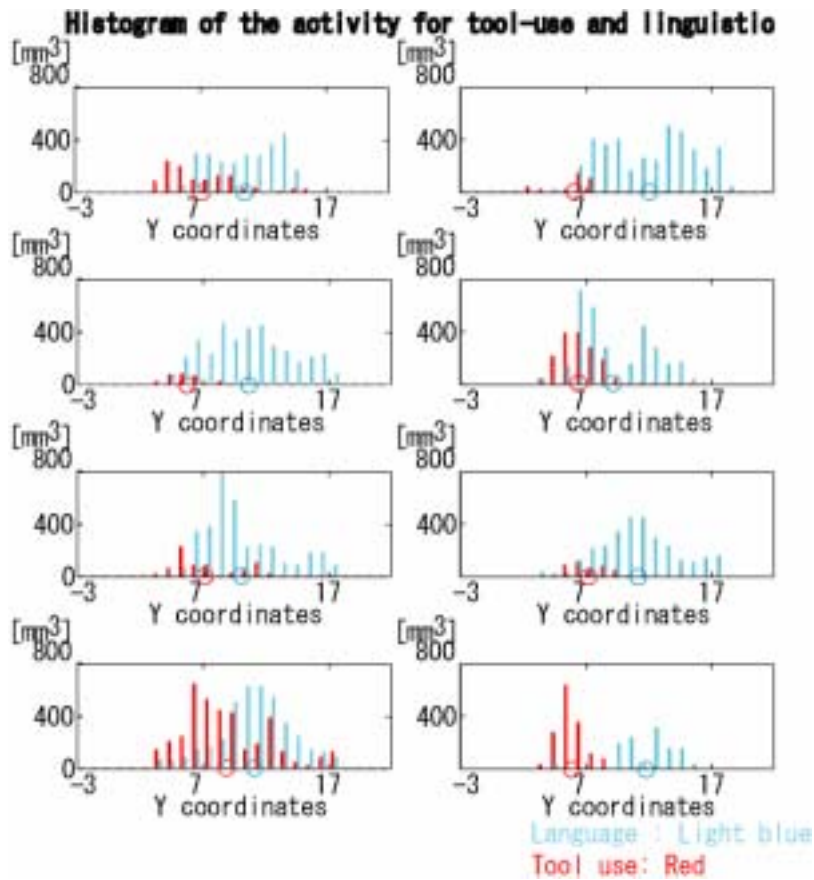 Histogram of the activity for tool-use and linguistic
[mm3] [mm3]
800 800
400 400
0 0
-3 7 17 -3 7 17
Y coordinates Y coordinates
[mm3] [mm3]
800 800
400 400
0 0
-3 7 17 -3 7 17
Y coordinates Y coordinates
[mm3] [mm3]
800 800
400 400
0 0
-3 7 17 -3 7 17
Y coordinates Y coordinates
[mm3] [mm3]
800 800
400 400
0 0
-3 7 17 -3 7 17
Y coordinates Y coordinates
Language : Light blue
Tool use: Red